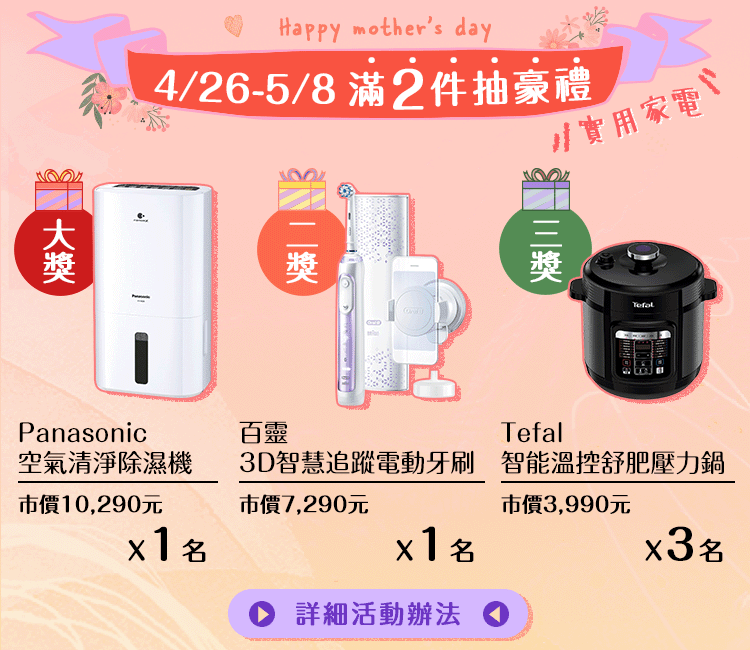 Happy mother's day
4/26-5/8 滿2件抽豪禮
實用家電
大獎
二獎
三獎
Panasonic
Tefal
Panasonic
空氣清淨除濕機
市價10,290元
x1名
百靈
3D智慧追蹤電動牙刷
市價7,290元
x1名
Tefal
智能溫控舒肥壓力鍋
市價3,990元
x3名
詳細活動辦法